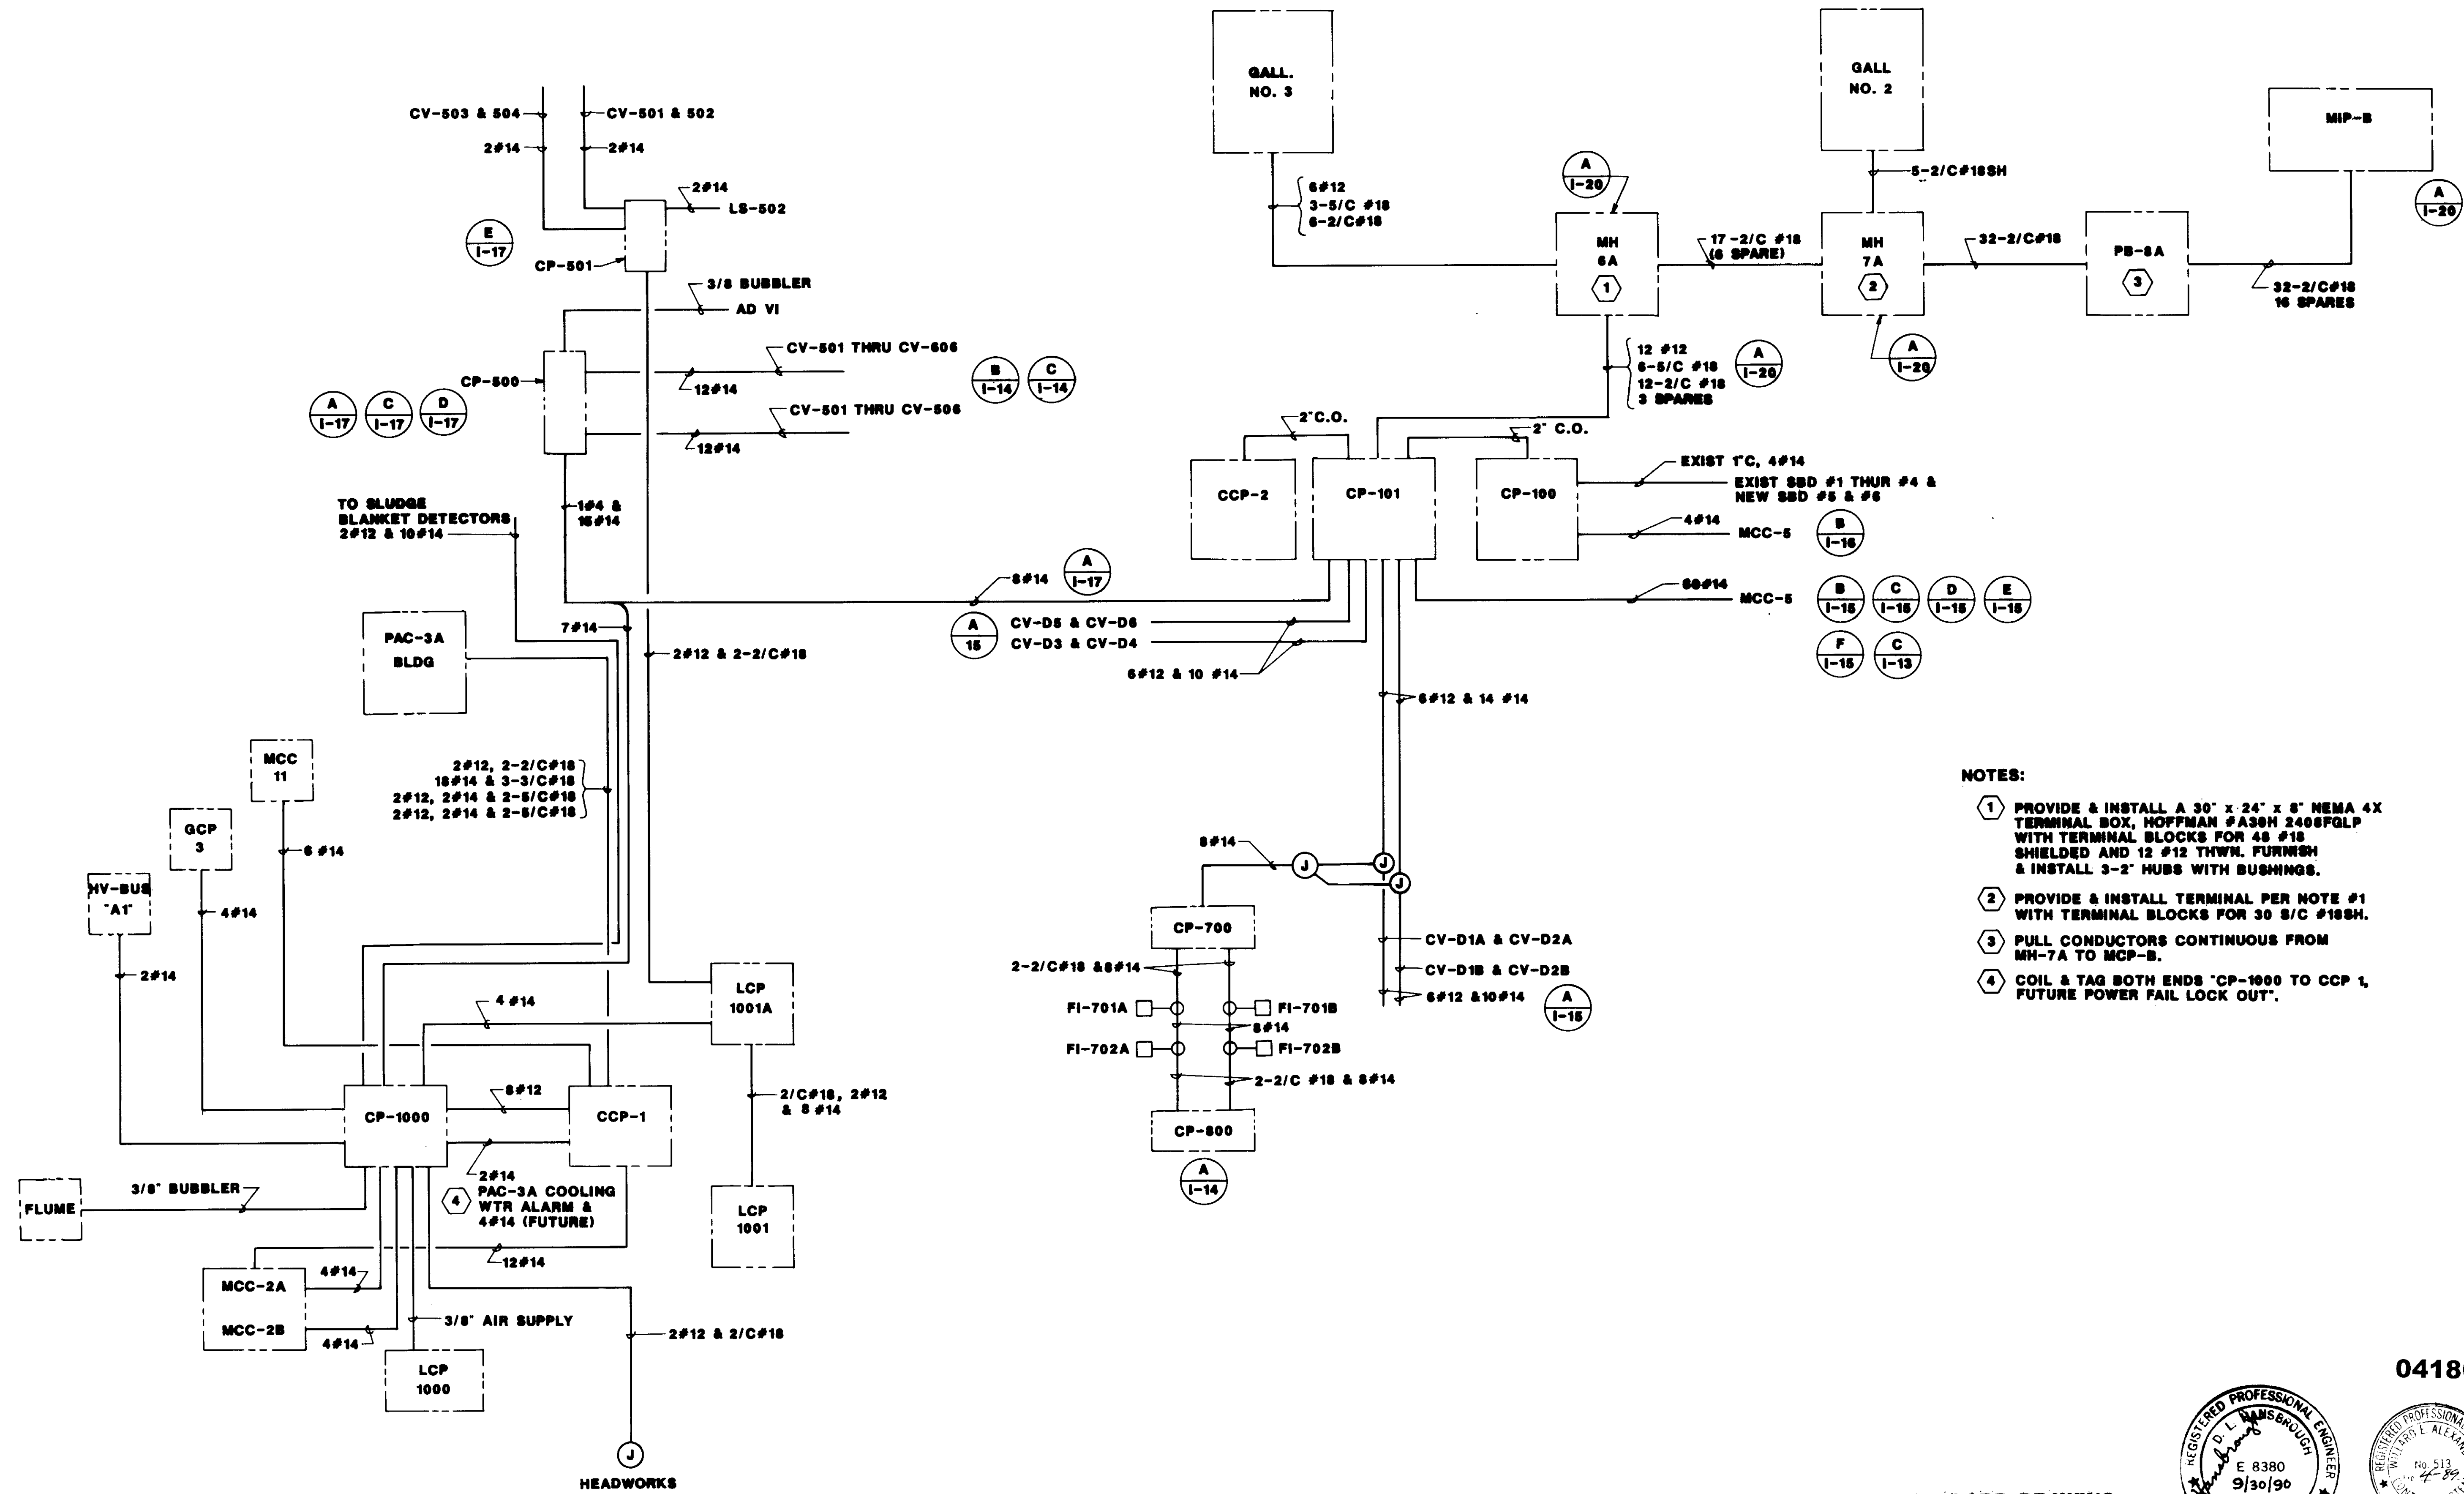 GALL.
NO. 3
GALL
NO. 2
MIP-B
CV-503 & 504
CV-501 & 502
2#14
2#14
2#14
LS-502
E
I-17
CP-501
3/8 BUBBLER
AD VI
CP-500
CV-501 THRU CV-606
12#14
CV-501 THRU CV-506
12#14
A
I-17
C
I-17
D
I-17
B
I-14
C
I-14
6#12
3-5/C #18
6-2/C#18
A
I-20
MH
6A
1
17-2/C #18
(6 SPARE)
5-2/C#18SH
MH
7A
2
32-2/C#18
PB-8A
3
32-2/C#18
16 SPARES
A
I-20
A
I-20
12 #12
6-5/C #18
12-2/C #18
3 SPARES
A
I-20
2"C.O.
2" C.O.
CCP-2
CP-101
CP-100
EXIST 1"C, 4#14
EXIST SBD #1 THUR #4 &
NEW SBD #5 & #6
4#14
MCC-5
B
I-16
60#14
MCC-5
B
I-15
C
I-15
D
I-15
E
I-15
F
I-15
C
I-13
TO SLUDGE
BLANKET DETECTORS
2#12 & 10#14
1#4 &
15#14
8#14
A
I-17
7#14
A
15
CV-D5 & CV-D6
CV-D3 & CV-D4
6#12 & 10 #14
PAC-3A
BLDG
2#12 & 2-2/C#18
6#12 & 14 #14
MCC
11
2#12, 2-2/C#18
18#14 & 3-3/C#18
2#12, 2#14 & 2-5/C#18
2#12, 2#14 & 2-5/C#18
GCP
3
6 #14
HV-BUS
"A1"
4#14
2#14
8#14
J
J
J
CP-700
2-2/C#18 &8#14
CV-D1A & CV-D2A
CV-D1B & CV-D2B
6#12 &10#14
A
I-15
FI-701A
FI-701B
8#14
FI-702A
FI-702B
2-2/C #18 & 8#14
CP-800
A
I-14
LCP
1001A
4 #14
CP-1000
8#12
CCP-1
2/C#18, 2#12
& 8 #14
2#14
4
PAC-3A COOLING
WTR ALARM &
4#14 (FUTURE)
FLUME
3/8" BUBBLER
LCP
1001
12#14
MCC-2A
4#14
MCC-2B
4#14
3/8" AIR SUPPLY
2#12 & 2/C#18
LCP
1000
J
HEADWORKS
NOTES:
1 PROVIDE & INSTALL A 30" x 24" x 8" NEMA 4X
TERMINAL BOX, HOFFMAN #A30H 2408FGLP
WITH TERMINAL BLOCKS FOR 48 #18
SHIELDED AND 12 #12 THWN. FURNISH
& INSTALL 3-2" HUBS WITH BUSHINGS.
2 PROVIDE & INSTALL TERMINAL PER NOTE #1
WITH TERMINAL BLOCKS FOR 30 S/C #18SH.
3 PULL CONDUCTORS CONTINUOUS FROM
MH-7A TO MCP-B.
4 COIL & TAG BOTH ENDS "CP-1000 TO CCP 1,
FUTURE POWER FAIL LOCK OUT".
0418
REGISTERED PROFESSIONAL ENGINEER
D. L. HANSBROUGH
E 8380
9/30/90
REGISTERED PROFESSIONAL
WILLARD E.
No. 513
4-89